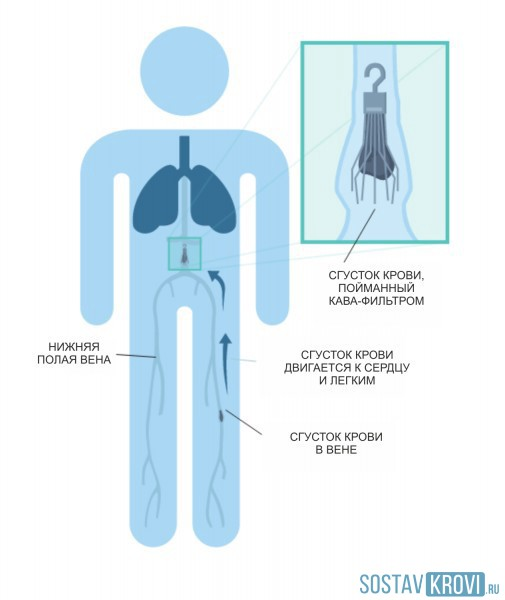 СГУСТОК КРОВИ,
ПОЙМАННЫЙ
КАВА-ФИЛЬТРОМ
НИЖНЯЯ
ПОЛАЯ ВЕНА
СГУСТОК КРОВИ
ДВИГАЕТСЯ К СЕРДЦУ
И ЛЕГКИМ
СГУСТОК КРОВИ
В ВЕНЕ
SOSTAVKROVI.RU